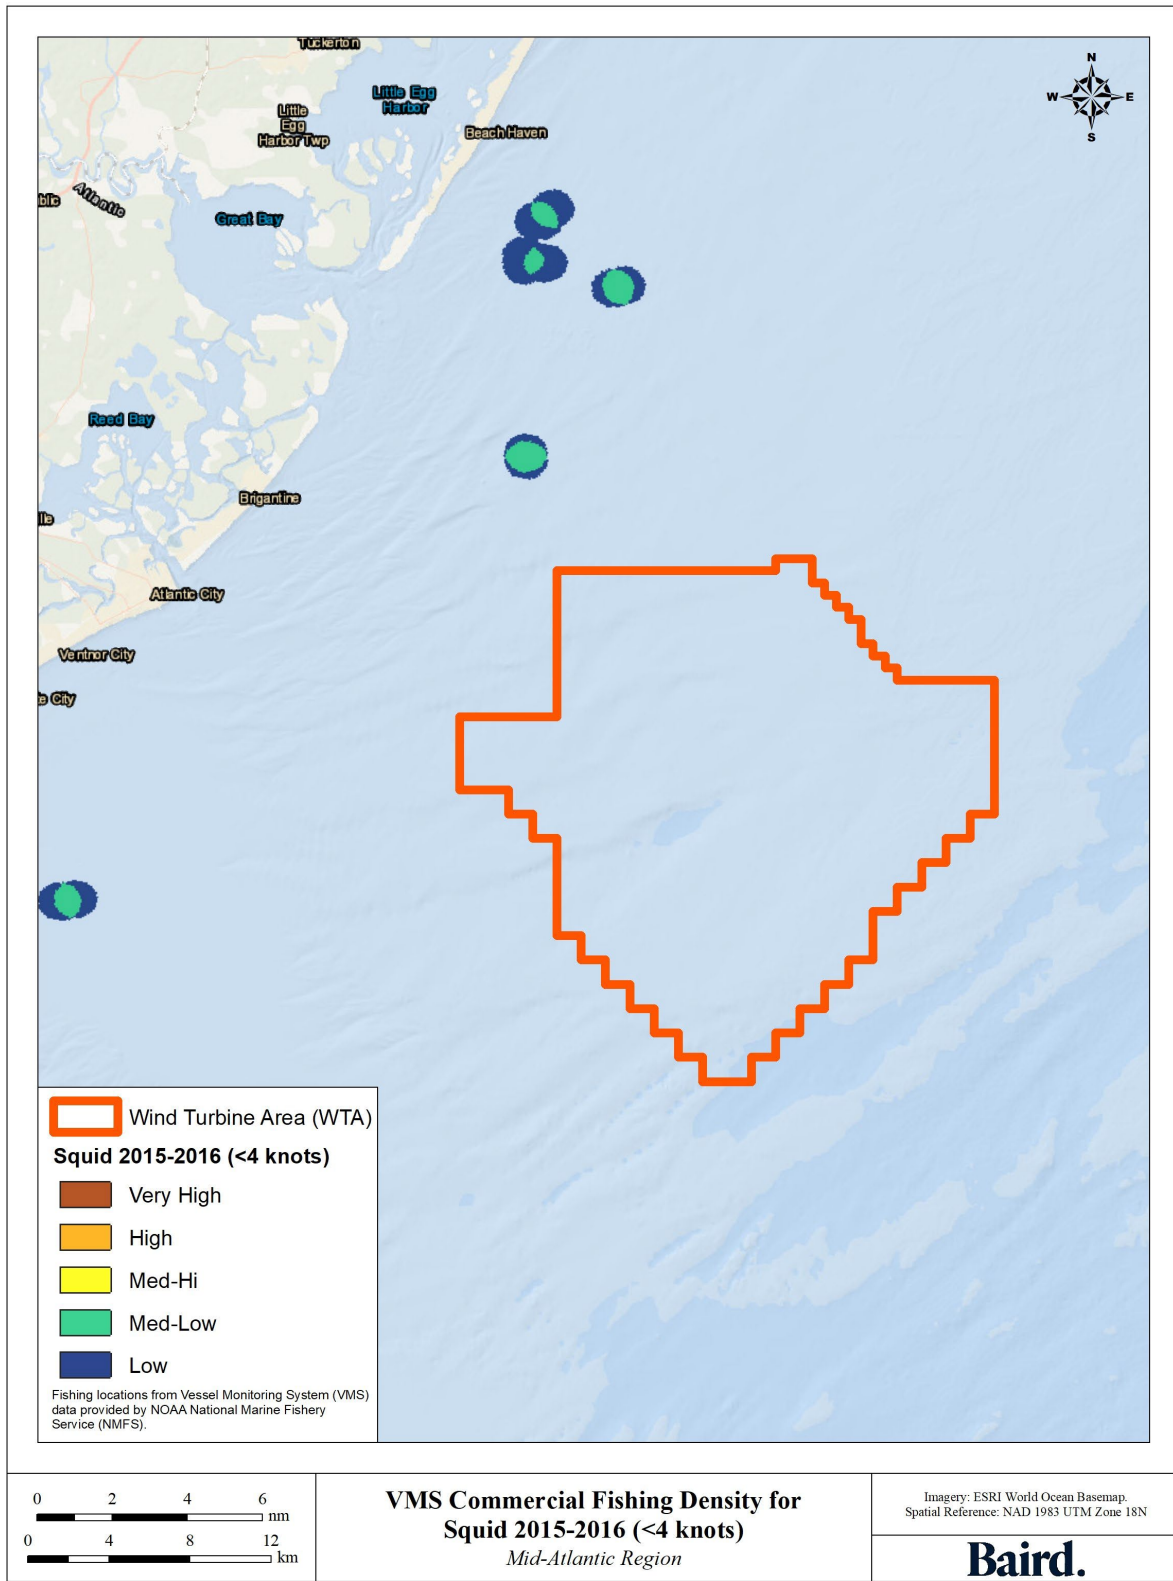 Tuckerton
N
W E
S
Little Egg
Harbor
Little
Egg
Harbor Twp
Beach Haven
blic
Atlantic
Great Bay
Reed Bay
Brigantine
lle
Atlantic City
Ventnor City
e City
Wind Turbine Area (WTA)
Squid 2015-2016 (<4 knots)
Very High
High
Med-Hi
Med-Low
Low
Fishing locations from Vessel Monitoring System (VMS)
data provided by NOAA National Marine Fishery
Service (NMFS).
0 2 4 6
nm
0 4 8 12
km
VMS Commercial Fishing Density for
Squid 2015-2016 (<4 knots)
Mid-Atlantic Region
Imagery: ESRI World Ocean Basemap.
Spatial Reference: NAD 1983 UTM Zone 18N
Baird.